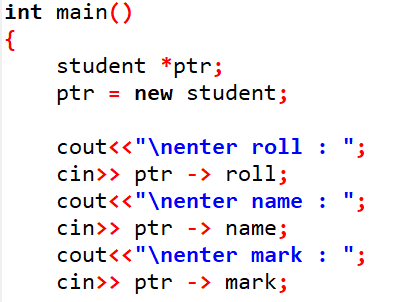 int main()
{
student *ptr;
ptr = new student;
cout<<"\nenter roll : ";
cin>> ptr -> roll;
cout<<"\nenter name : ";
cin>> ptr -> name;
cout<<"\nenter mark : ";
cin>> ptr -> mark;